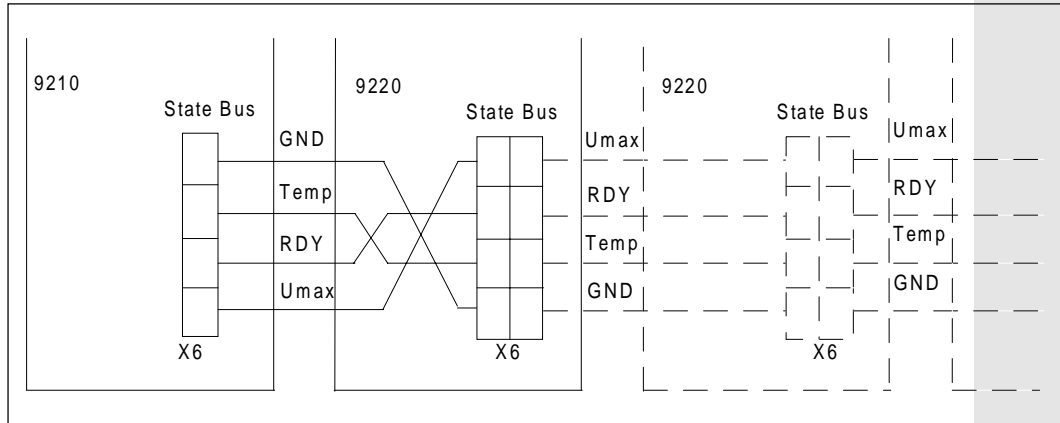 9210
State Bus
GND
Temp
RDY
Umax
X6
9220
State Bus
Umax
RDY
Temp
GND
X6
9220
State Bus
Umax
RDY
Temp
GND
X6